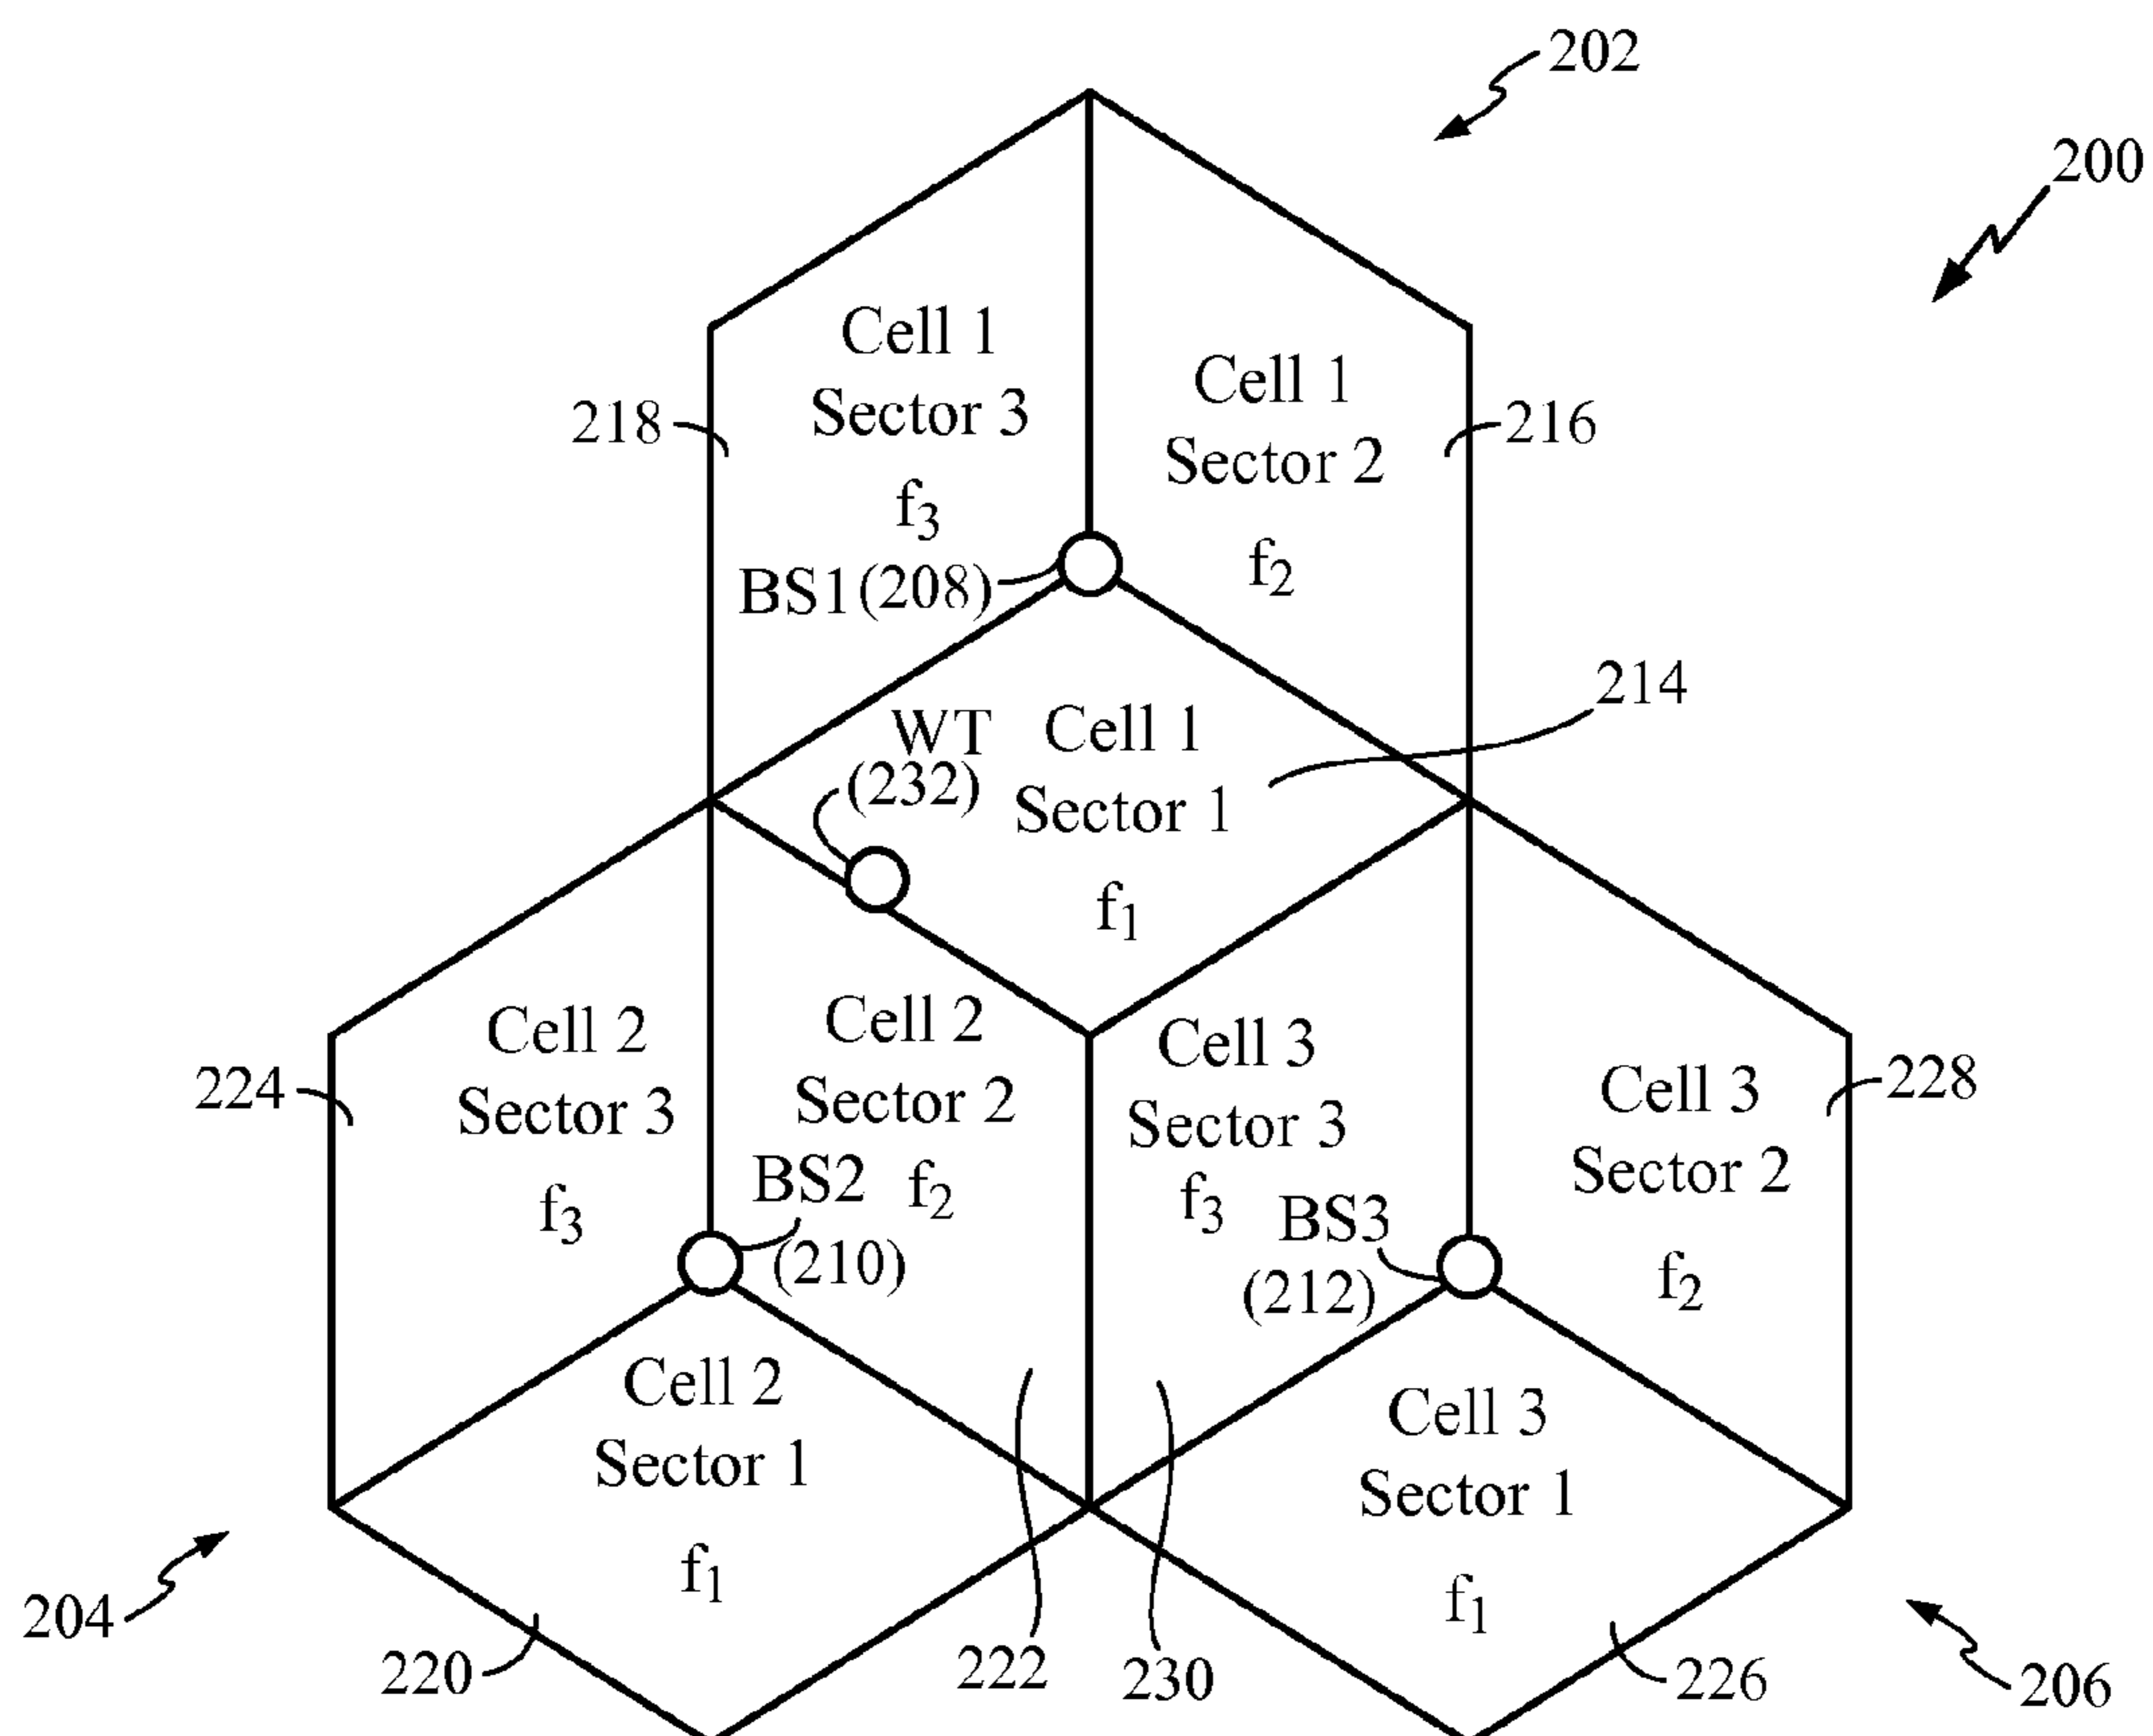 202
200
Cell 1
Sector 3
f3
Cell 1
Sector 2
f2
218
216
BS1 (208)
214
WT
(232)
Cell 1
Sector 1
f1
Cell 2
Sector 3
f3
Cell 2
Sector 2
f2
Cell 3
Sector 3
f3
Cell 3
Sector 2
f2
224
228
BS2
(210)
BS3
(212)
Cell 2
Sector 1
f1
Cell 3
Sector 1
f1
204
220
222
230
226
206